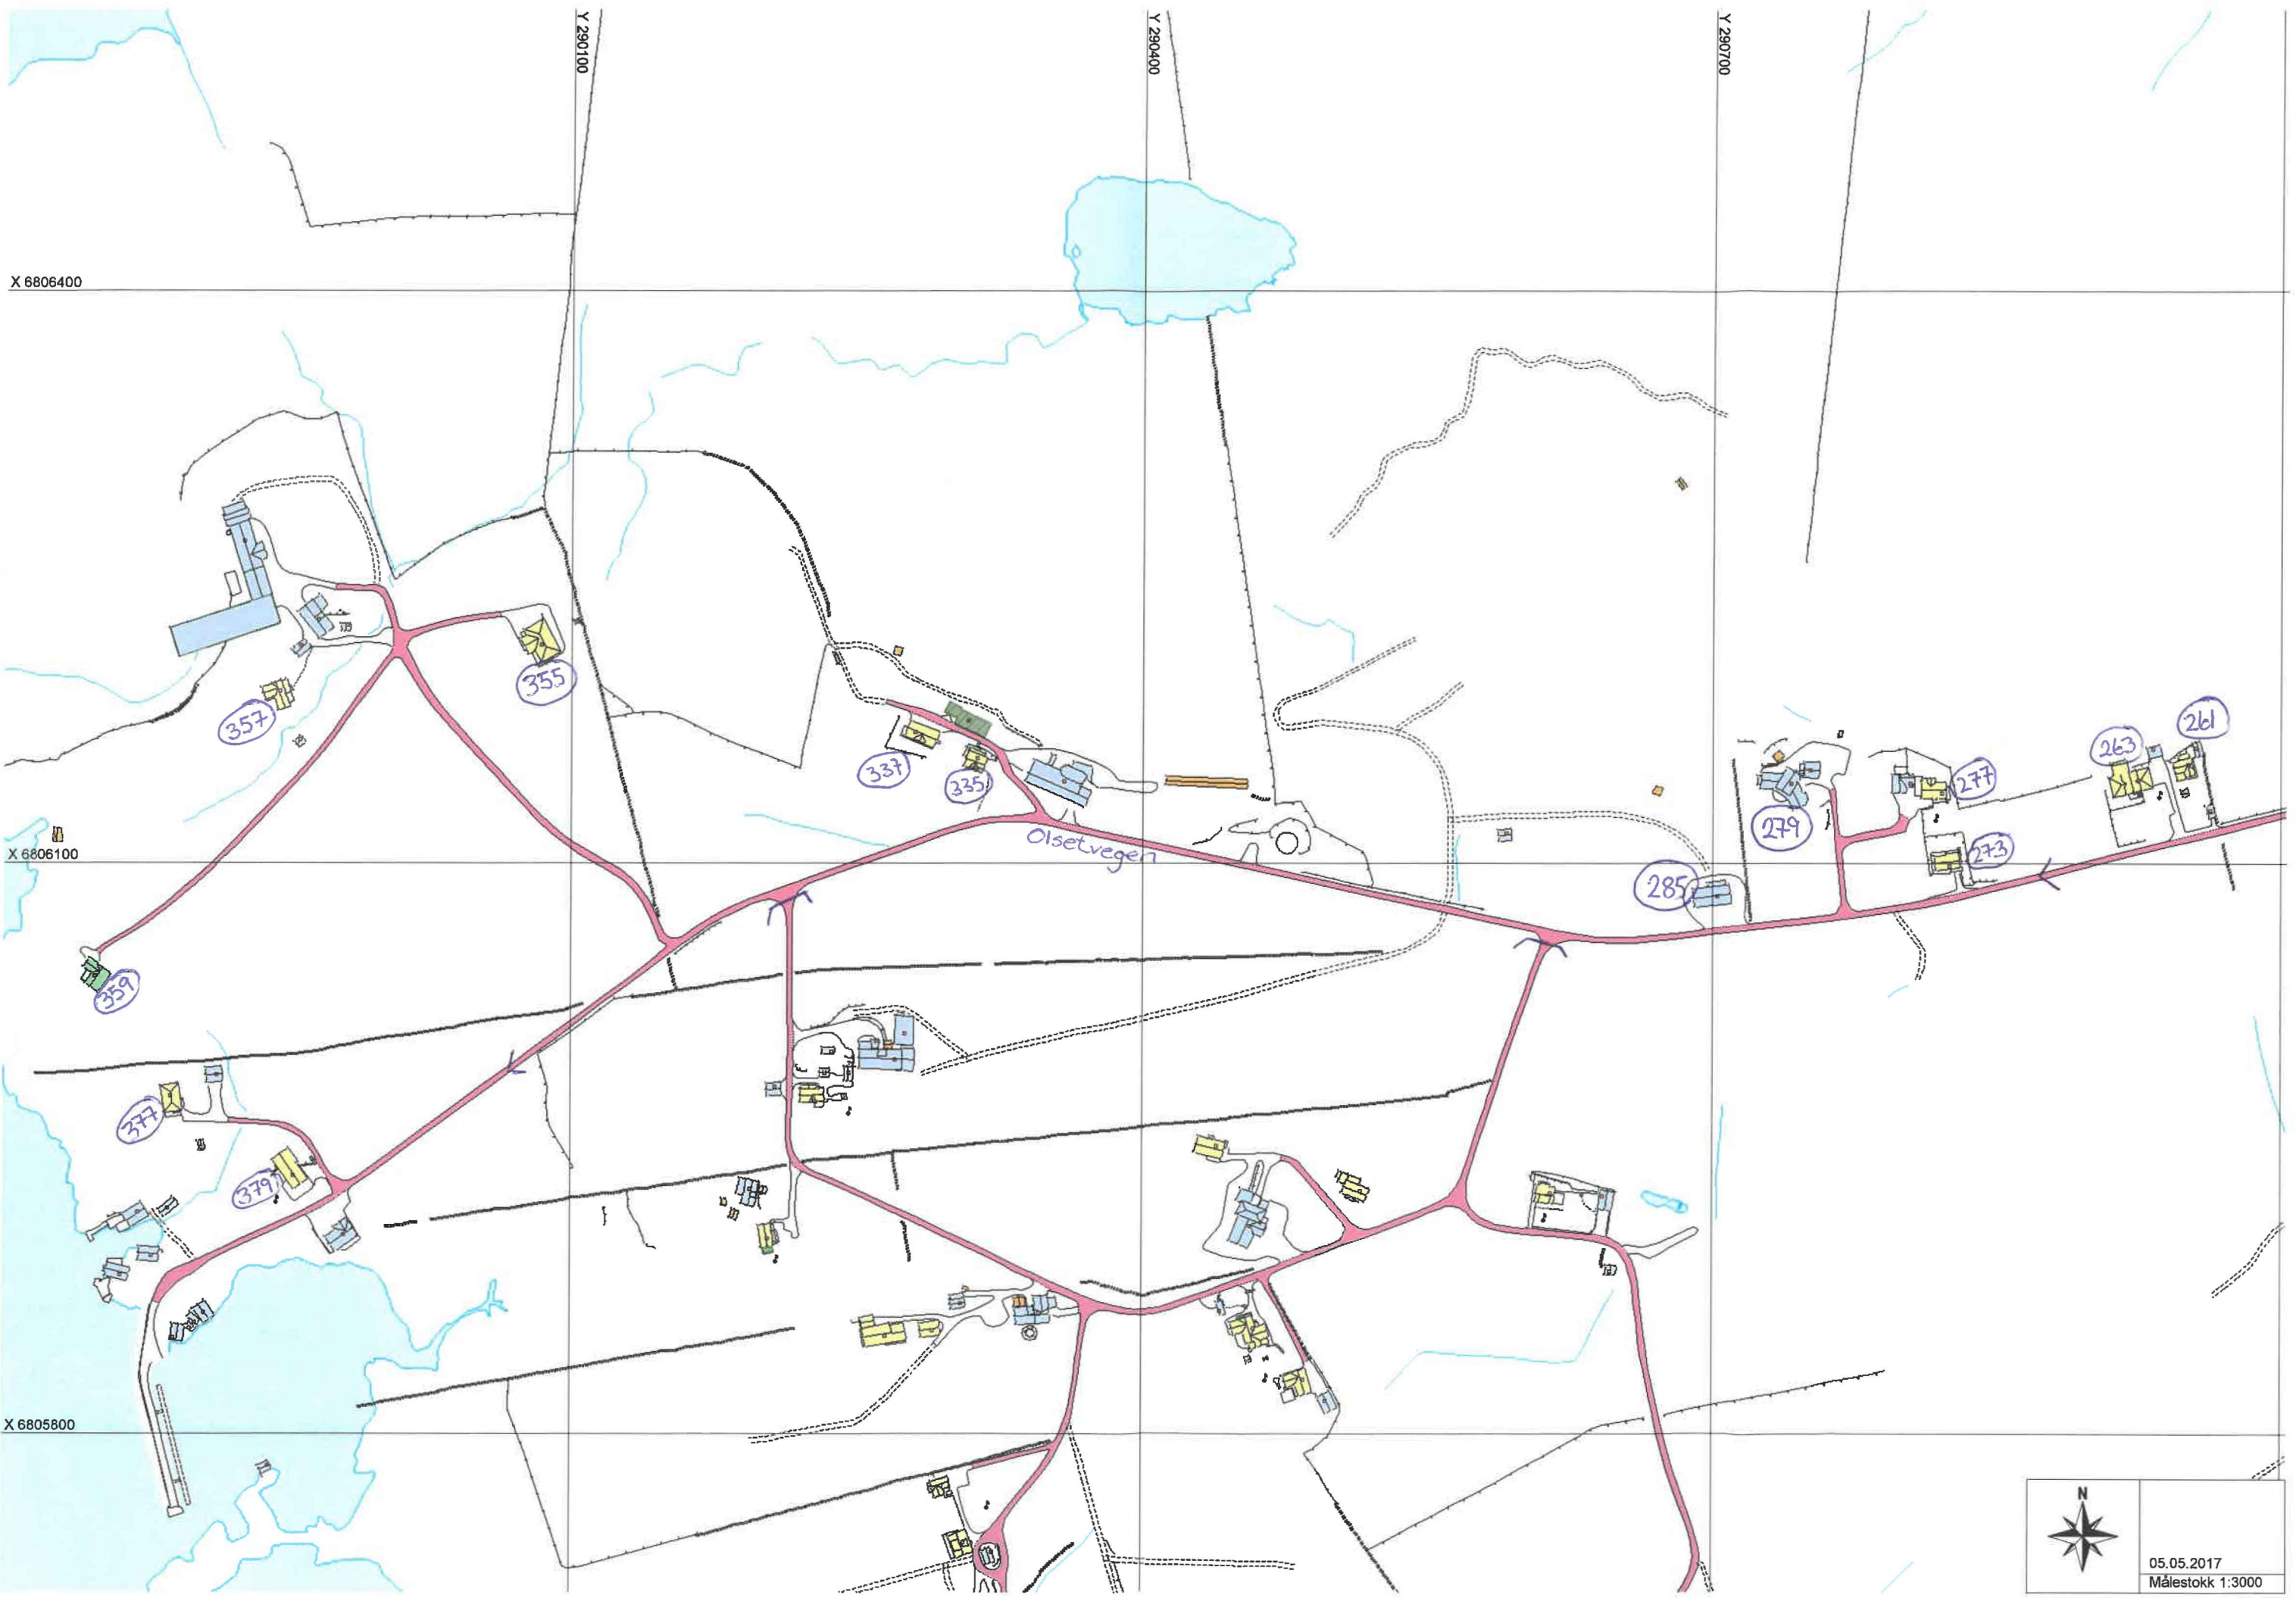 Y 290100
Y 290400
Y 290700
X 6806400
355
357
337
335
261
263
277
279
273
Olsetvegen
X 6806100
285
359
377
379
X 6805800
N
05.05.2017
Målestokk 1:3000